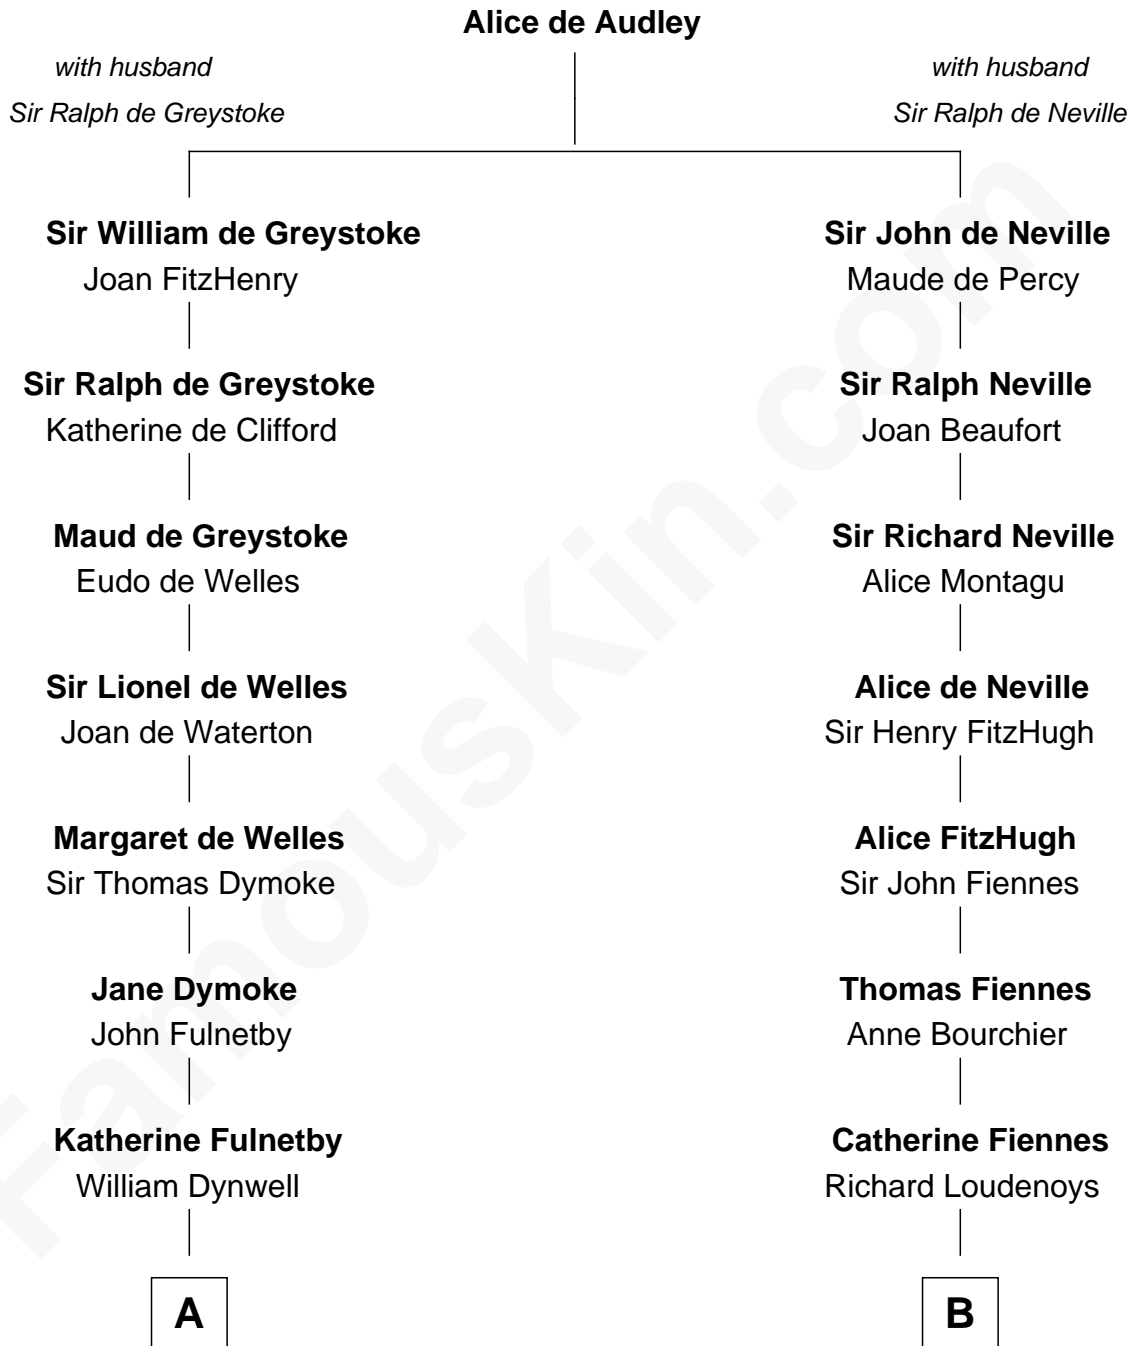 Alice de Audley
with husband
Sir Ralph de Greystoke
with husband
Sir Ralph de Neville
Sir William de Greystoke
Joan FitzHenry
Sir Ralph de Greystoke
Katherine de Clifford
Maud de Greystoke
Eudo de Welles
Sir Lionel de Welles
Joan de Waterton
Margaret de Welles
Sir Thomas Dymoke
Jane Dymoke
John Fulnetby
Katherine Fulnetby
William Dynwell
A
Sir John de Neville
Maude de Percy
Sir Ralph Neville
Joan Beaufort
Sir Richard Neville
Alice Montagu
Alice de Neville
Sir Henry FitzHugh
Alice FitzHugh
Sir John Fiennes
Thomas Fiennes
Anne Bourchier
Catherine Fiennes
Richard Loudenoys
B
FamousKin.com